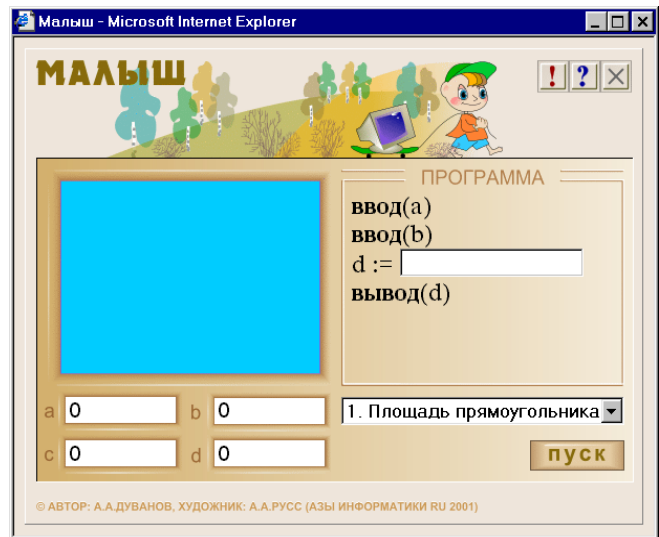 Малыш - Microsoft Internet Explorer
МАЛЫШ
! ?
ПРОГРАММА
ввод(a)
ввод(b)
d :=
вывод(d)
a 0 b 0
1. Площадь прямоугольника
c 0 d 0
пуск
© АВТОР: А.А.ДУВАНОВ, ХУДОЖНИК: А.А.РУСС (АЗЫ ИНФОРМАТИКИ RU 2001)